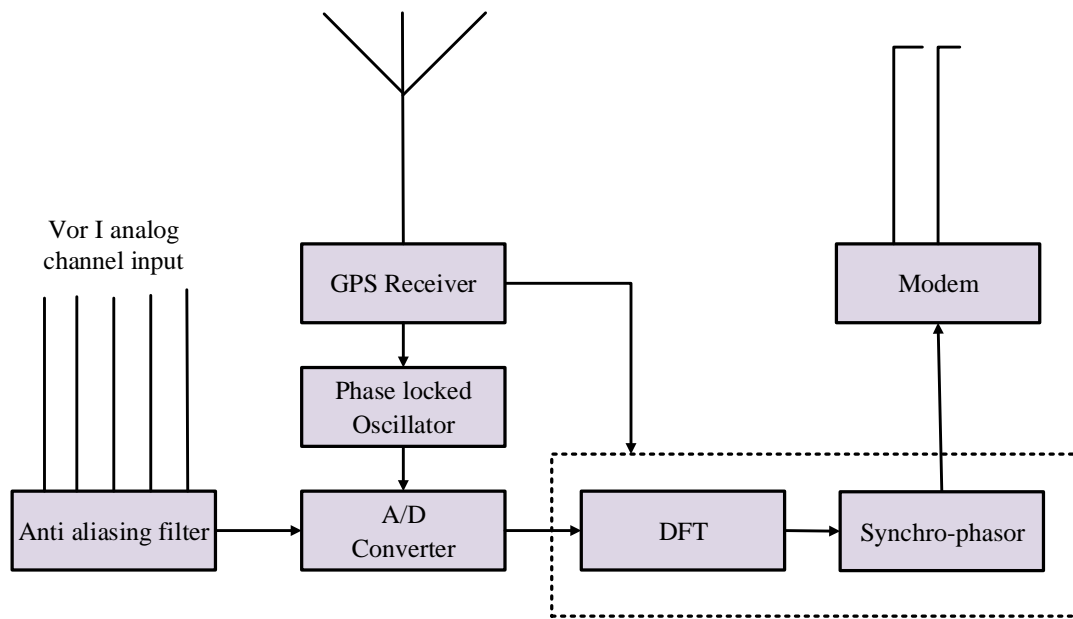 Vor I analog
channel input
GPS Receiver
Modem
Phase locked
Oscillator
Anti aliasing filter
A/D
Converter
DFT
Synchro-phasor